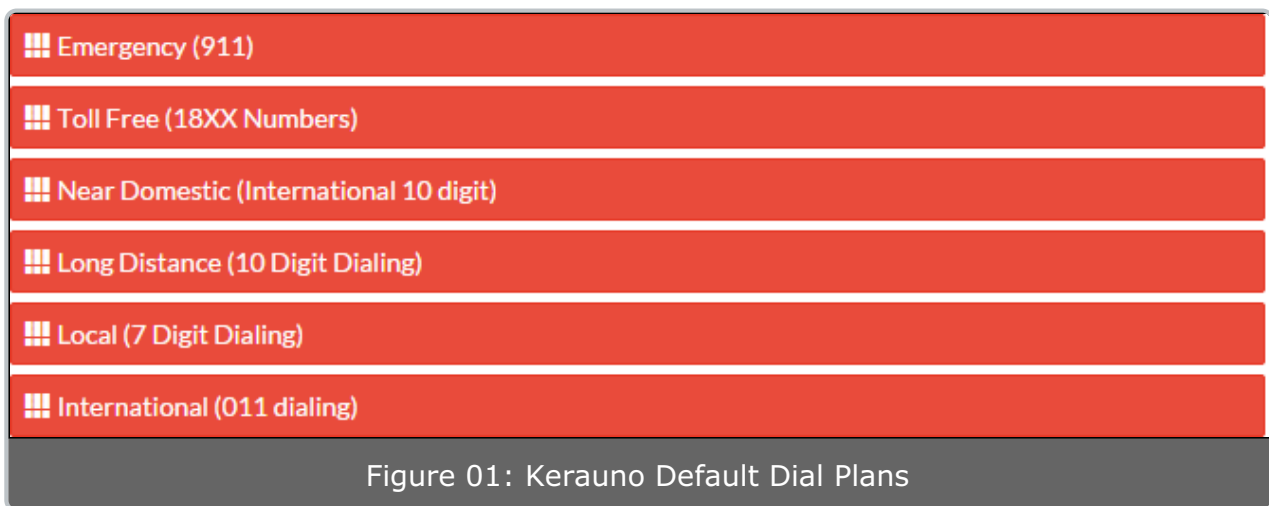 Emergency (911)
Toll Free (18XX Numbers)
Near Domestic (International 10 digit)
Long Distance (10 Digit Dialing)
Local (7 Digit Dialing)
International (011 dialing)
Figure 01: Kerauno Default Dial Plans